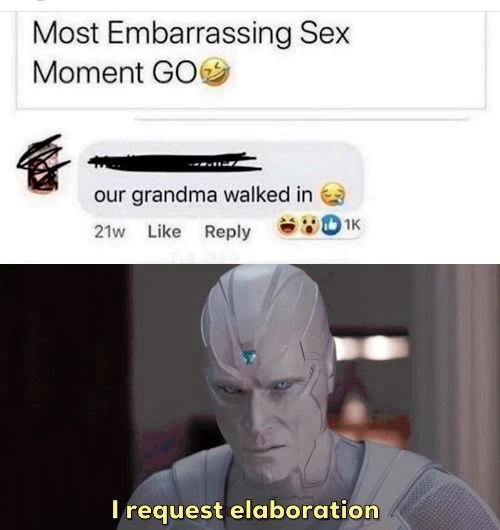 Most Embarrassing Sex
Moment GO🤣
our grandma walked in 😪
21w Like Reply 1K
I request elaboration